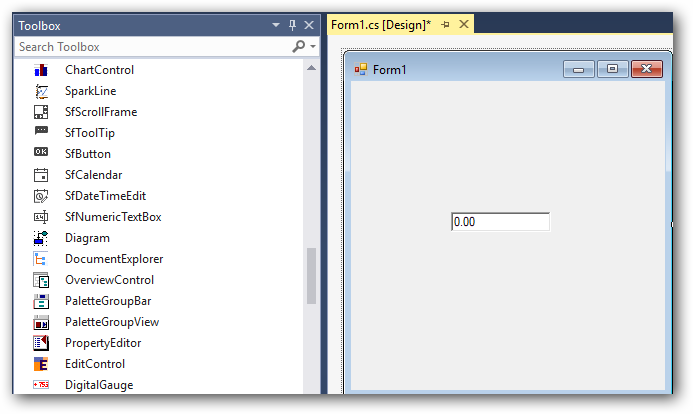 Toolbox
Search Toolbox
ChartControl
SparkLine
SfScrollFrame
SfToolTip
SfButton
SfCalendar
SfDateTimeEdit
SfNumericTextBox
Diagram
DocumentExplorer
OverviewControl
PaletteGroupBar
PaletteGroupView
PropertyEditor
EditControl
DigitalGauge
Form1.cs [Design]*
Form1
0.00